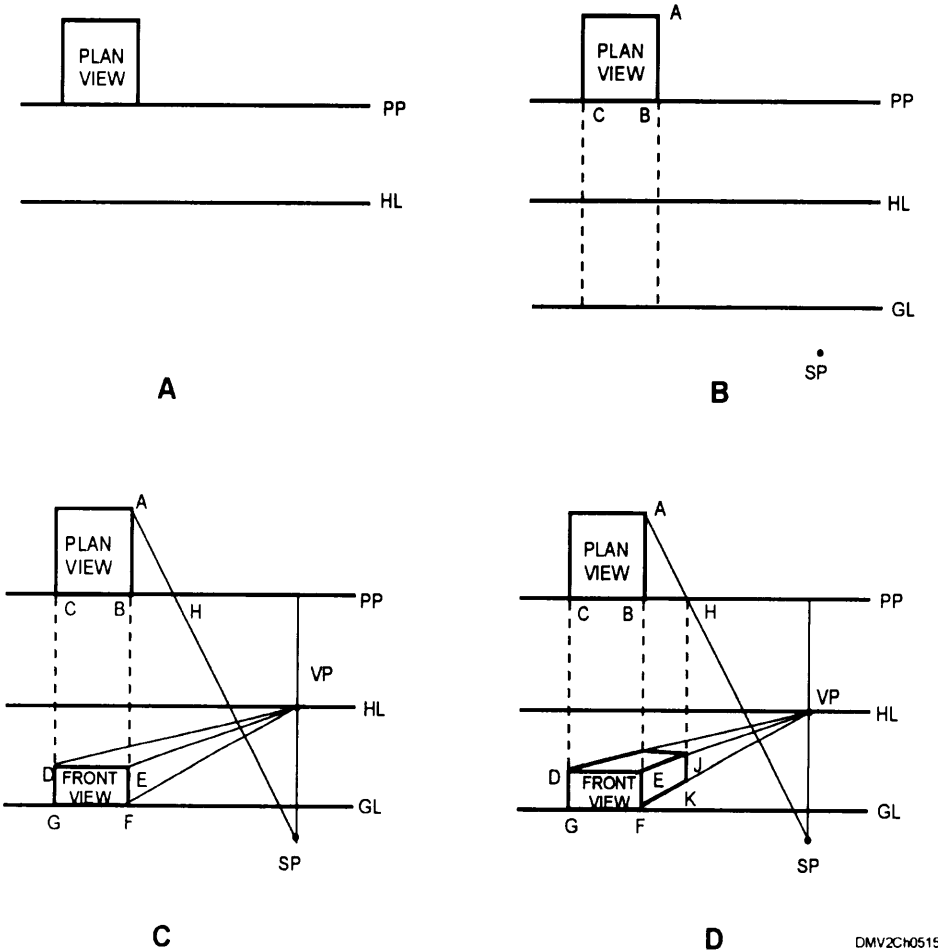 PLAN
VIEW
PP
HL
A
A
PLAN
VIEW
C B
PP
HL
GL
SP
B
A
PLAN
VIEW
C B H
PP
VP
HL
D
FRONT
VIEW
E
GL
G F
SP
C
A
PLAN
VIEW
C B H
PP
VP
HL
D
FRONT
VIEW
E
J
K
GL
G F
SP
D
DMV2Ch0519